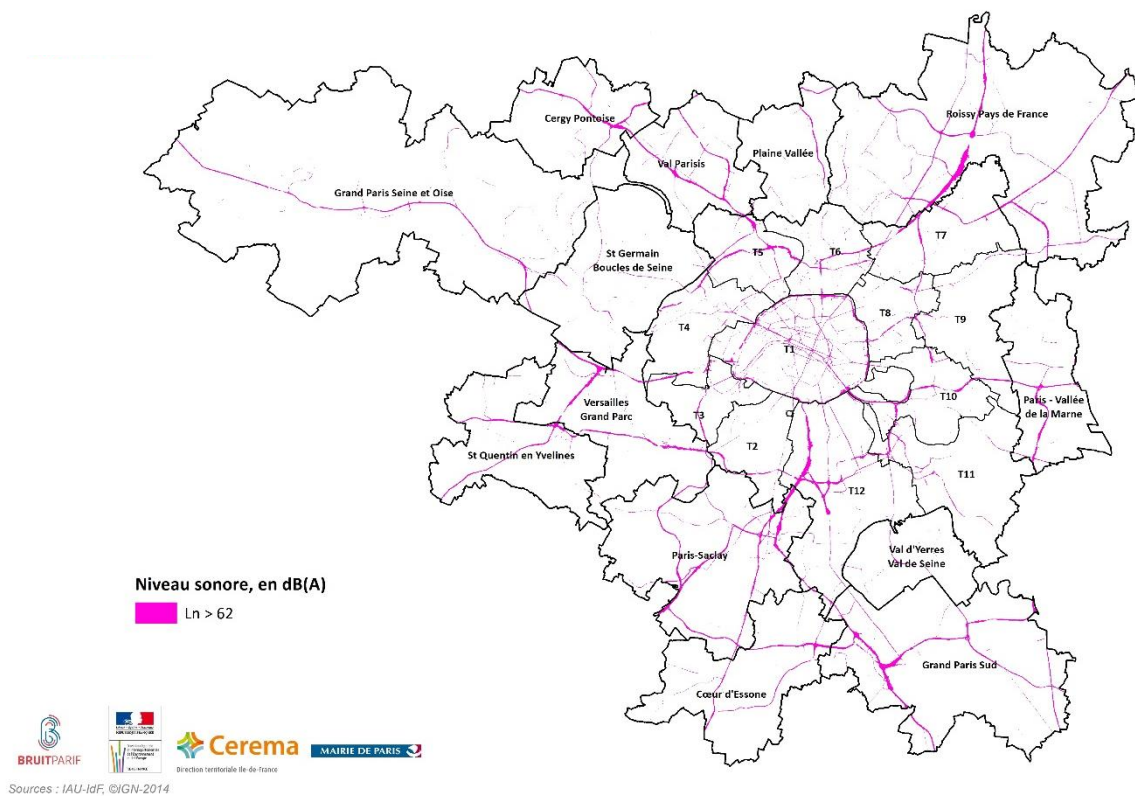 Cergy Pontoise
Roissy Pays de France
Val Parisis
Plaine Vallée
Grand Paris Seine et Oise
T7
T5
T6
St Germain
Boucles de Seine
T8
T9
T4
T1
T10
Paris - Vallée
de la Marne
Versailles
Grand Parc
T3
T2
St Quentin en Yvelines
T11
T12
Paris-Saclay
Val d'Yerres
Val de Seine
Niveau sonore, en dB(A)
Ln > 62
Grand Paris Sud
Cœur d'Essone
BRUITPARIF
Cerema
Direction territoriale Ile-de-France
MAIRIE DE PARIS
Sources : IAU-IdF, ©IGN-2014